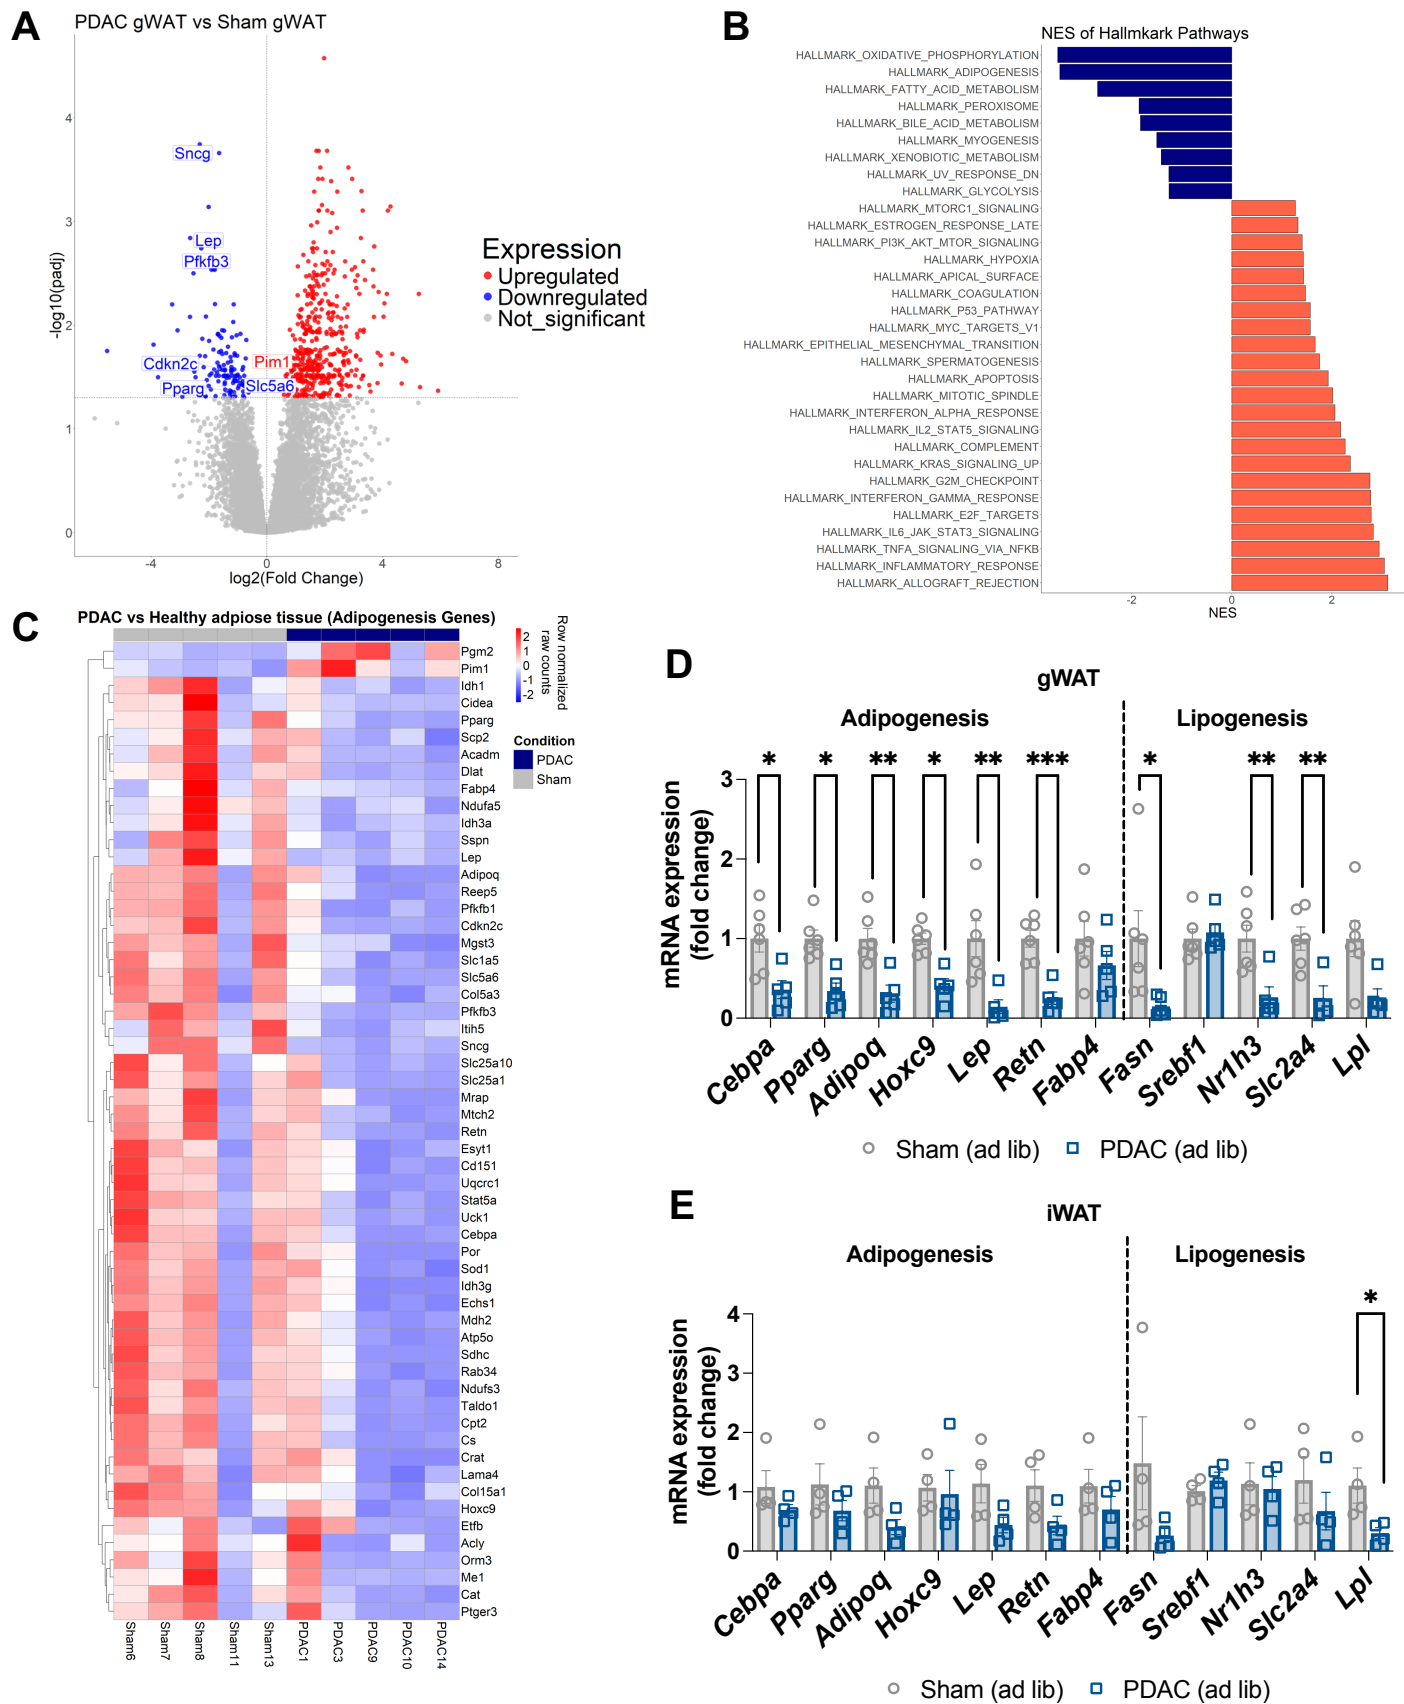 A
PDAC gWAT vs Sham gWAT
-log10(padj)
4
3
2
1
0
-4
0
4
8
log2(Fold Change)
Sncg
Lep
Pfkfb3
Cdkn2c
Pparg
Pim1
Slc5a6
Expression
Upregulated
Downregulated
Not_significant
B
NES of Hallmkark Pathways
HALLMARK_OXIDATIVE_PHOSPHORYLATION
HALLMARK_ADIPOGENESIS
HALLMARK_FATTY_ACID_METABOLISM
HALLMARK_PEROXISOME
HALLMARK_BILE_ACID_METABOLISM
HALLMARK_MYOGENESIS
HALLMARK_XENOBIOTIC_METABOLISM
HALLMARK_UV_RESPONSE_DN
HALLMARK_GLYCOLYSIS
HALLMARK_MTORC1_SIGNALING
HALLMARK_ESTROGEN_RESPONSE_LATE
HALLMARK_PI3K_AKT_MTOR_SIGNALING
HALLMARK_HYPOXIA
HALLMARK_APICAL_SURFACE
HALLMARK_COAGULATION
HALLMARK_P53_PATHWAY
HALLMARK_MYC_TARGETS_V1
HALLMARK_EPITHELIAL_MESENCHYMAL_TRANSITION
HALLMARK_SPERMATOGENESIS
HALLMARK_APOPTOSIS
HALLMARK_MITOTIC_SPINDLE
HALLMARK_INTERFERON_ALPHA_RESPONSE
HALLMARK_IL2_STAT5_SIGNALING
HALLMARK_COMPLEMENT
HALLMARK_KRAS_SIGNALING_UP
HALLMARK_G2M_CHECKPOINT
HALLMARK_INTERFERON_GAMMA_RESPONSE
HALLMARK_E2F_TARGETS
HALLMARK_IL6_JAK_STAT3_SIGNALING
HALLMARK_TNFA_SIGNALING_VIA_NFKB
HALLMARK_INFLAMMATORY_RESPONSE
HALLMARK_ALLOGRAFT_REJECTION
-2
0
2
NES
C
PDAC vs Healthy adpiose tissue (Adipogenesis Genes)
Pgm2
Pim1
Idh1
Cidea
Pparg
Scp2
Acadm
Dlat
Fabp4
Ndufa5
Idh3a
Sspn
Lep
Adipoq
Reep5
Pfkfb1
Cdkn2c
Mgst3
Slc1a5
Slc5a6
Col5a3
Pfkfb3
Itih5
Sncg
Slc25a10
Slc25a1
Mrap
Mtch2
Retn
Esyt1
Cd151
Uqcrc1
Stat5a
Uck1
Cebpa
Por
Sod1
Idh3g
Echs1
Mdh2
Atp5o
Sdhc
Rab34
Ndufs3
Taldo1
Cpt2
Cs
Crat
Lama4
Col15a1
Hoxc9
Etfb
Acly
Orm3
Me1
Cat
Ptger3
Sham6
Sham7
Sham8
Sham11
Sham13
PDAC1
PDAC3
PDAC9
PDAC10
PDAC14
2
1
0
-1
-2
Row normalized
raw counts
Condition
PDAC
Sham
D
gWAT
Adipogenesis
Lipogenesis
* * ** * ** *** * ** **
mRNA expression
(fold change)
3
2
1
0
Cebpa
Pparg
Adipoq
Hoxc9
Lep
Retn
Fabp4
Fasn
Srebf1
Nr1h3
Slc2a4
Lpl
Sham (ad lib)
PDAC (ad lib)
E
iWAT
Adipogenesis
Lipogenesis
*
mRNA expression
(fold change)
4
3
2
1
0
Cebpa
Pparg
Adipoq
Hoxc9
Lep
Retn
Fabp4
Fasn
Srebf1
Nr1h3
Slc2a4
Lpl
Sham (ad lib)
PDAC (ad lib)